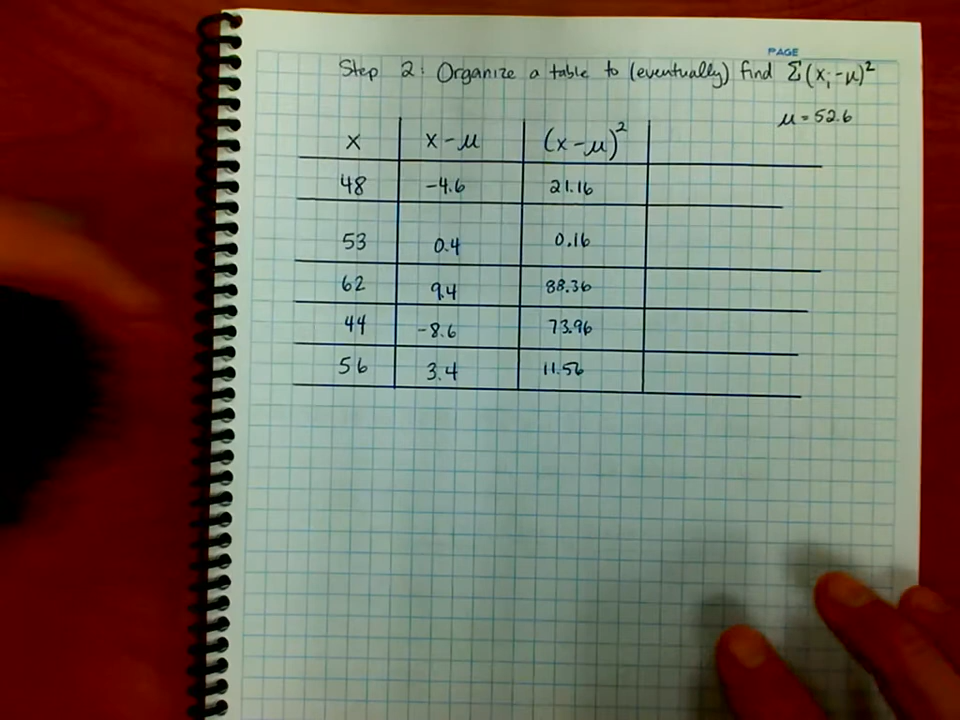 PAGE
Step 2: Organize a table to (eventually) find Σ(xᵢ-μ)²
μ = 52.6
x x-μ (x-μ)²
48 -4.6 21.16
53 0.4 0.16
62 9.4 88.36
44 -8.6 73.96
56 3.4 11.56